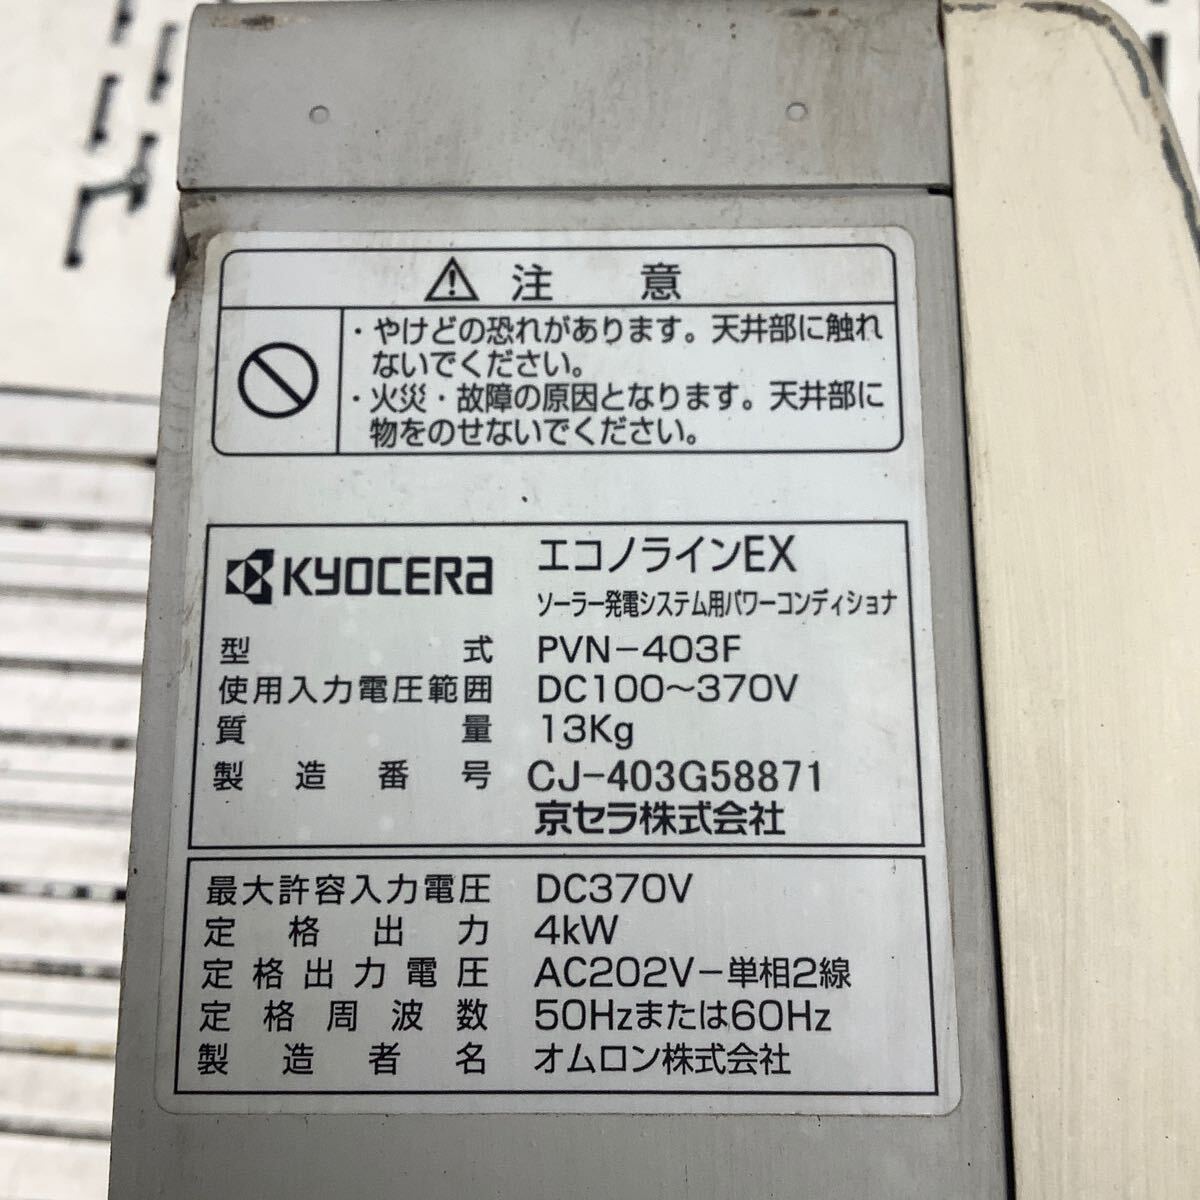 注 意
・やけどの恐れがあります。天井部に触れ
ないでください。
・火災・故障の原因となります。天井部に
物をのせないでください。
KYOCERA エコノラインEX
ソーラー発電システム用パワーコンディショナ
型式 PVN-403F
使用入力電圧範囲 DC100～370V
質量 13Kg
製造番号 CJ-403G58871
京セラ株式会社
最大許容入力電圧 DC370V
定格出力 4kW
定格出力電圧 AC202V-単相2線
定格周波数 50Hzまたは60Hz
製造者名 オムロン株式会社